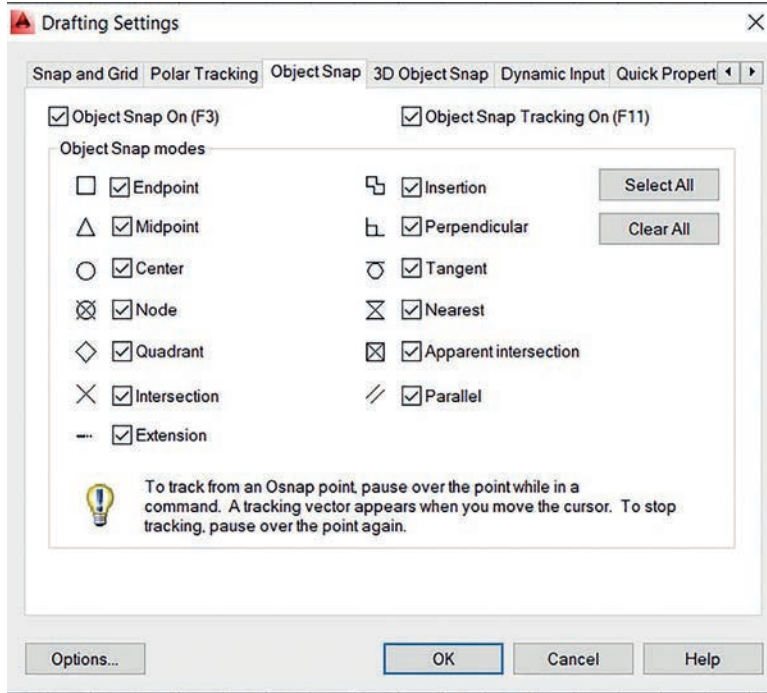 Drafting Settings
Snap and Grid Polar Tracking Object Snap 3D Object Snap Dynamic Input Quick Propert
Object Snap On (F3) Object Snap Tracking On (F11)
Object Snap modes
Endpoint Insertion Select All
Midpoint Perpendicular Clear All
Center Tangent
Node Nearest
Quadrant Apparent intersection
Intersection Parallel
Extension
To track from an Osnap point, pause over the point while in a
command. A tracking vector appears when you move the cursor. To stop
tracking, pause over the point again.
Options... OK Cancel Help